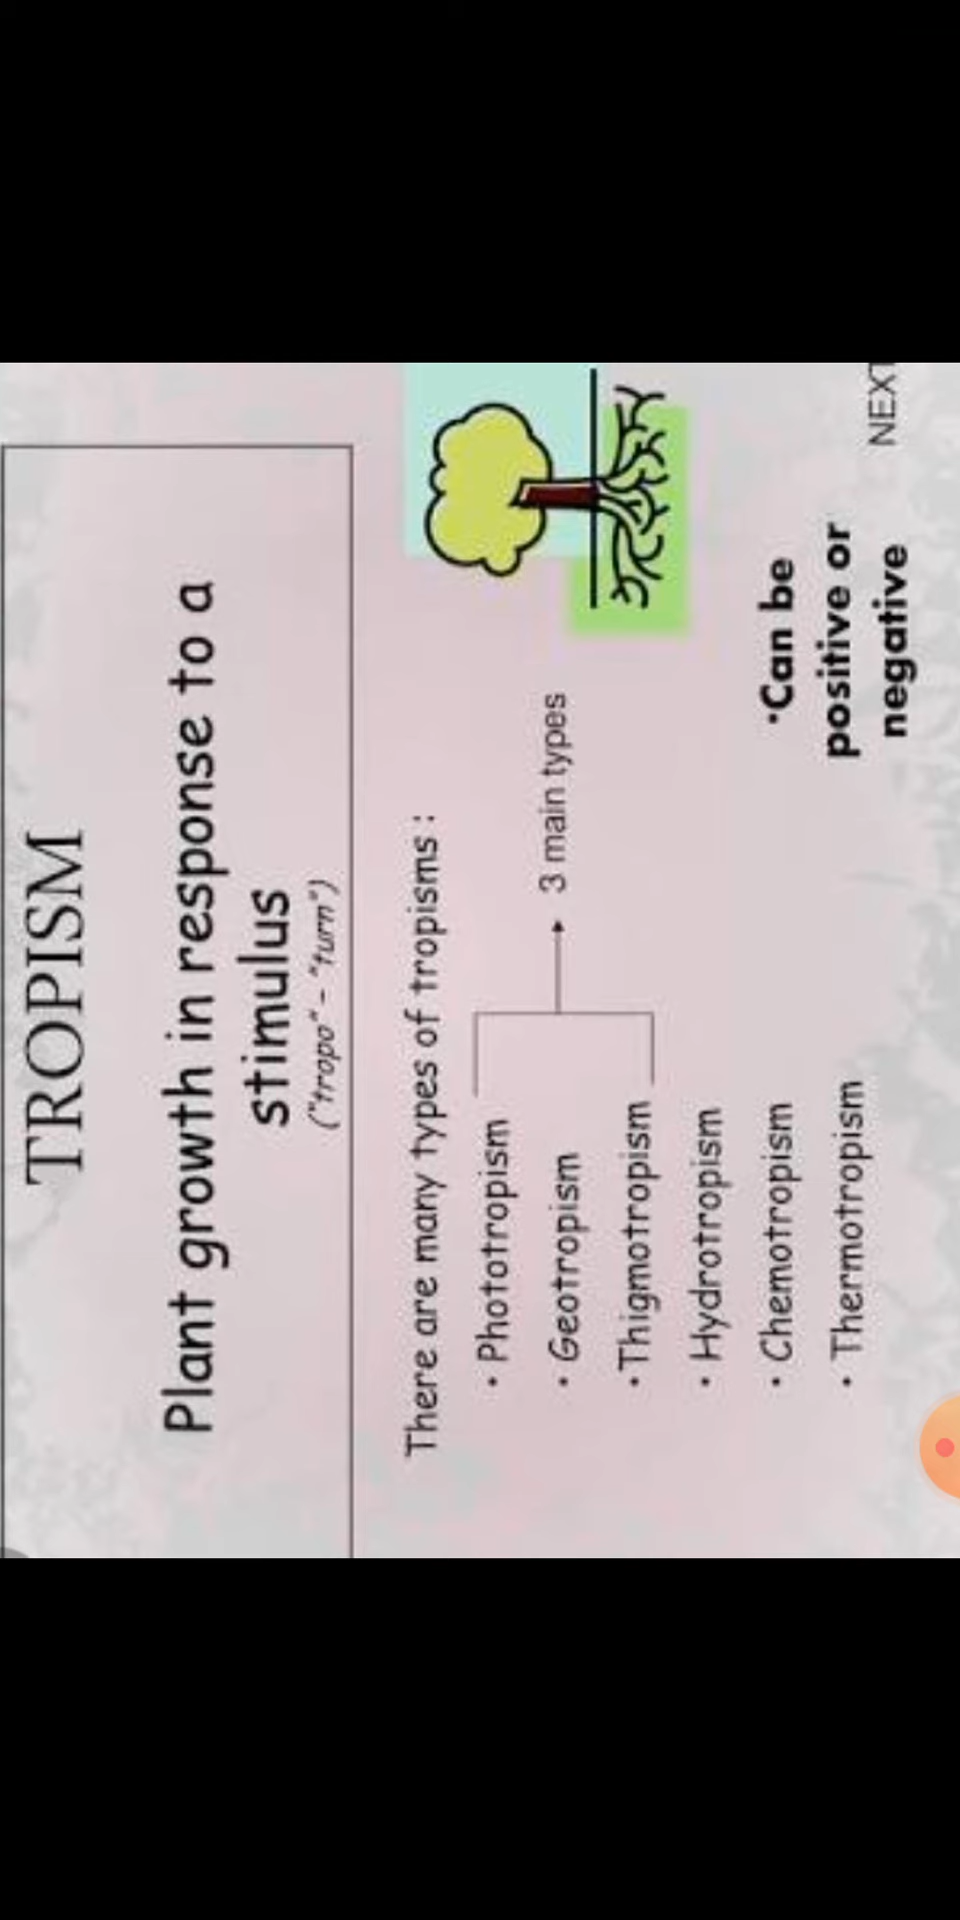 TROPISM
Plant growth in response to a
stimulus
("tropo" - "turn")
There are many types of tropisms :
• Phototropism
• Geotropism
• Thigmotropism
• Hydrotropism
• Chemotropism
• Thermotropism
3 main types
•Can be
positive or
negative
NEXT